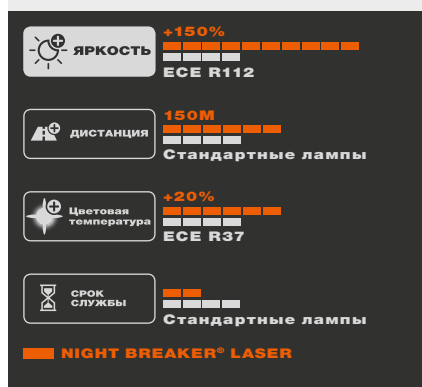 ЯРКОСТЬ
+150%
ECE R112
ДИСТАНЦИЯ
150М
Стандартные лампы
Цветовая
температура
+20%
ECE R37
СРОК
СЛУЖБЫ
Стандартные лампы
NIGHT BREAKER® LASER